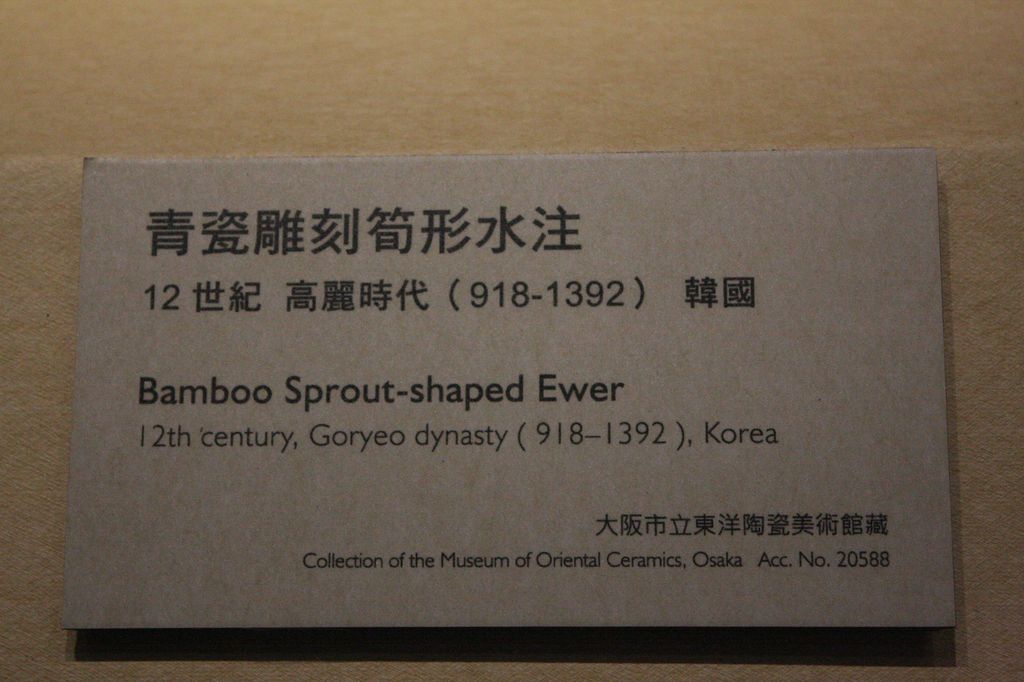 青瓷雕刻筍形水注
12 世紀 高麗時代（918-1392） 韓國
Bamboo Sprout-shaped Ewer
12th century, Goryeo dynasty ( 918–1392 ), Korea
大阪市立東洋陶瓷美術館藏
Collection of the Museum of Oriental Ceramics, Osaka Acc. No. 20588